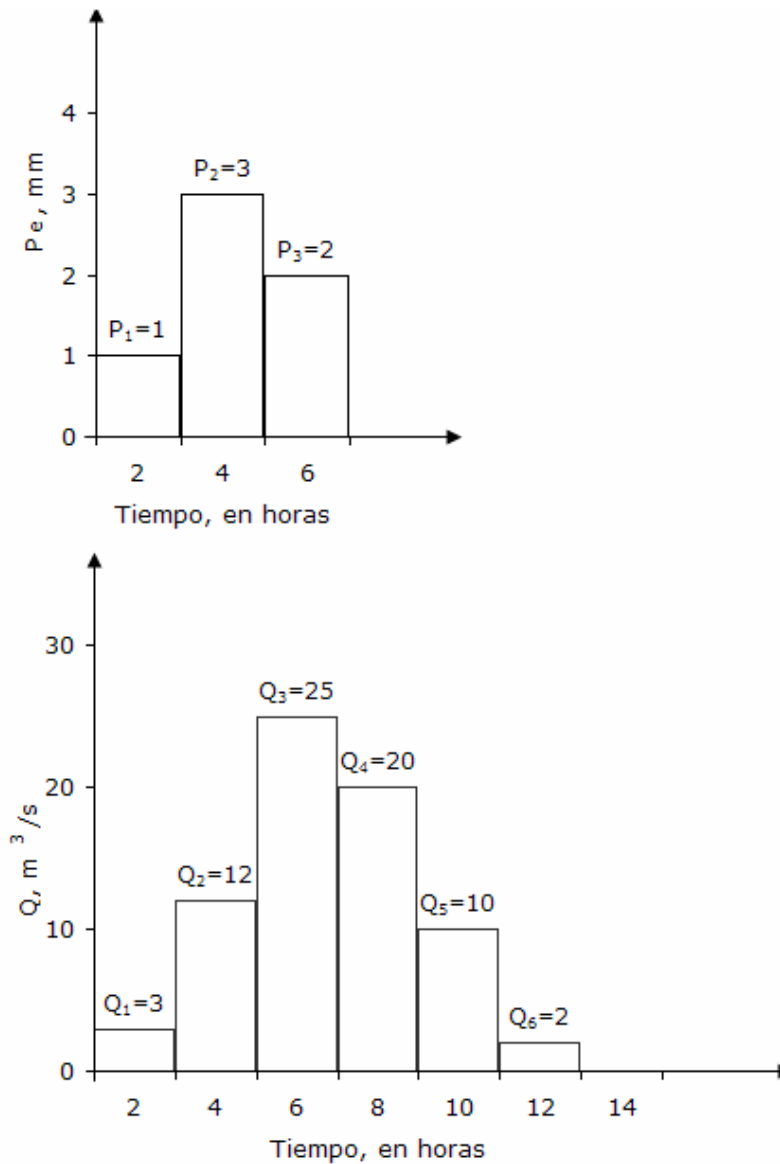 4
P₂=3
3
P₃=2
2
P₁=1
1
0
Pe, mm
2 4 6
Tiempo, en horas
30
Q₃=25
Q₄=20
20
Q₂=12
Q₅=10
10
Q₁=3
Q₆=2
0
Q, m ³/s
2 4 6 8 10 12 14
Tiempo, en horas